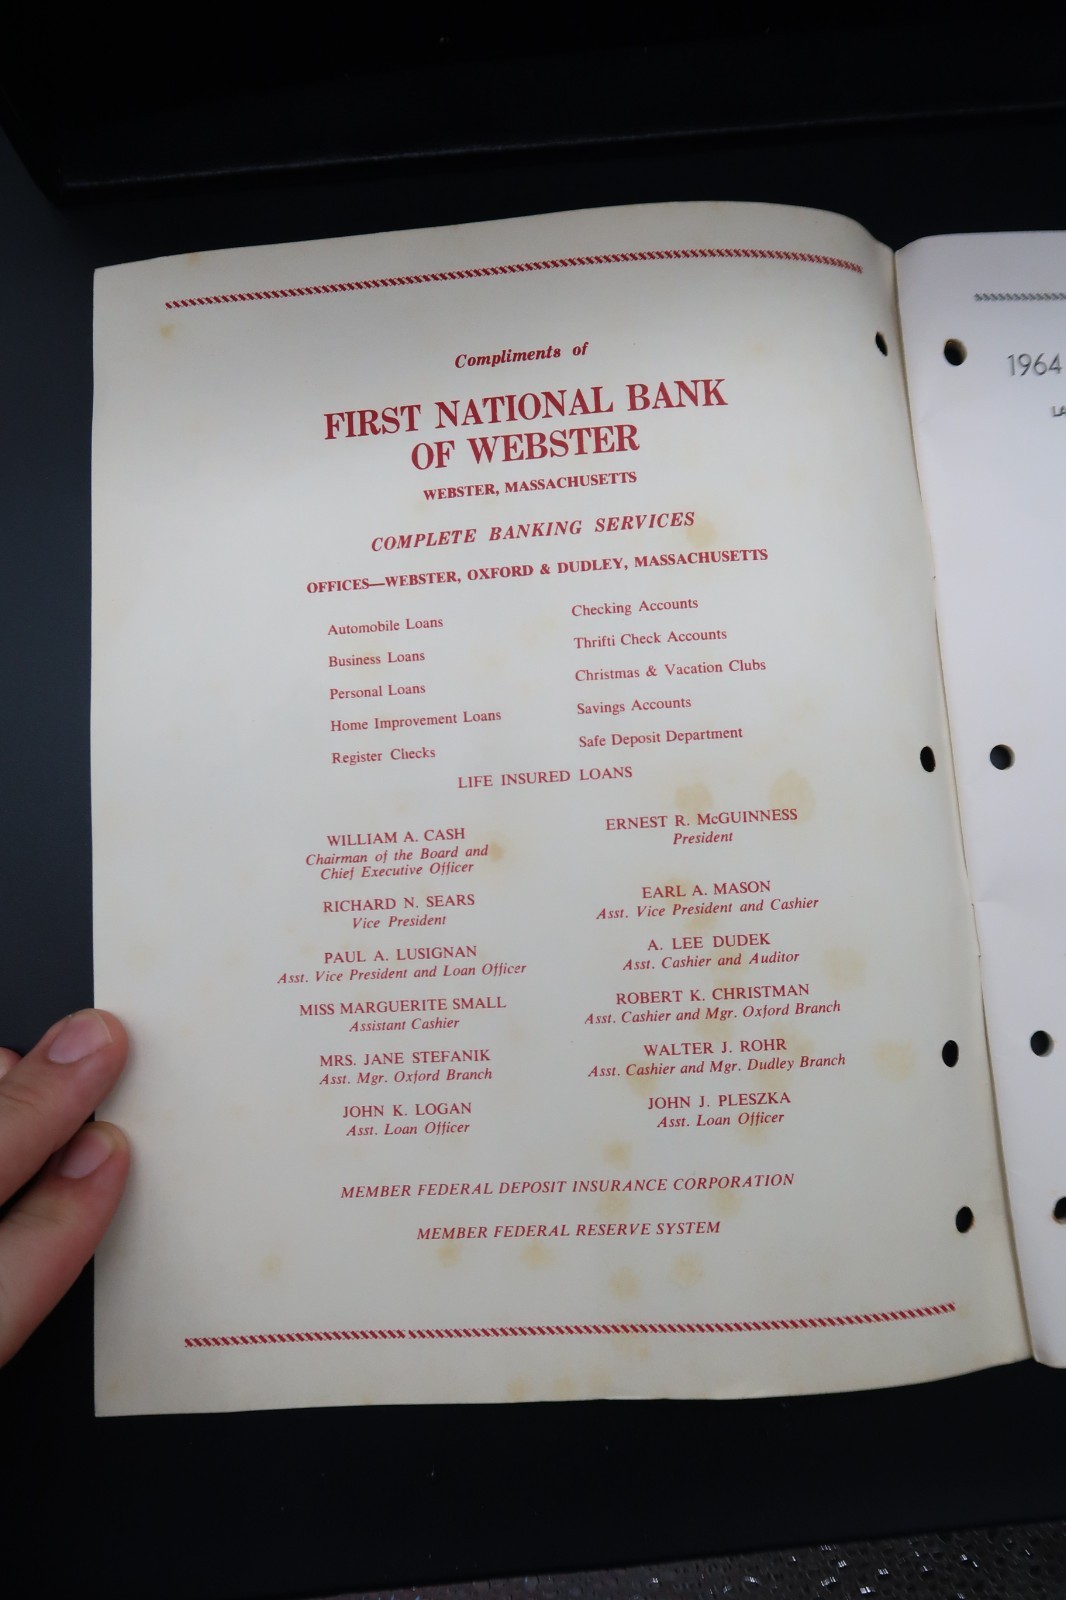 Compliments of
FIRST NATIONAL BANK
OF WEBSTER
WEBSTER, MASSACHUSETTS
COMPLETE BANKING SERVICES
OFFICES—WEBSTER, OXFORD & DUDLEY, MASSACHUSETTS
Automobile Loans
Business Loans
Personal Loans
Home Improvement Loans
Register Checks
Checking Accounts
Thrifti Check Accounts
Christmas & Vacation Clubs
Savings Accounts
Safe Deposit Department
LIFE INSURED LOANS
WILLIAM A. CASH
Chairman of the Board and
Chief Executive Officer
ERNEST R. McGUINNESS
President
RICHARD N. SEARS
Vice President
EARL A. MASON
Asst. Vice President and Cashier
PAUL A. LUSIGNAN
Asst. Vice President and Loan Officer
A. LEE DUDEK
Asst. Cashier and Auditor
MISS MARGUERITE SMALL
Assistant Cashier
ROBERT K. CHRISTMAN
Asst. Cashier and Mgr. Oxford Branch
MRS. JANE STEFANIK
Asst. Mgr. Oxford Branch
WALTER J. ROHR
Asst. Cashier and Mgr. Dudley Branch
JOHN K. LOGAN
Asst. Loan Officer
JOHN J. PLESZKA
Asst. Loan Officer
MEMBER FEDERAL DEPOSIT INSURANCE CORPORATION
MEMBER FEDERAL RESERVE SYSTEM
1964